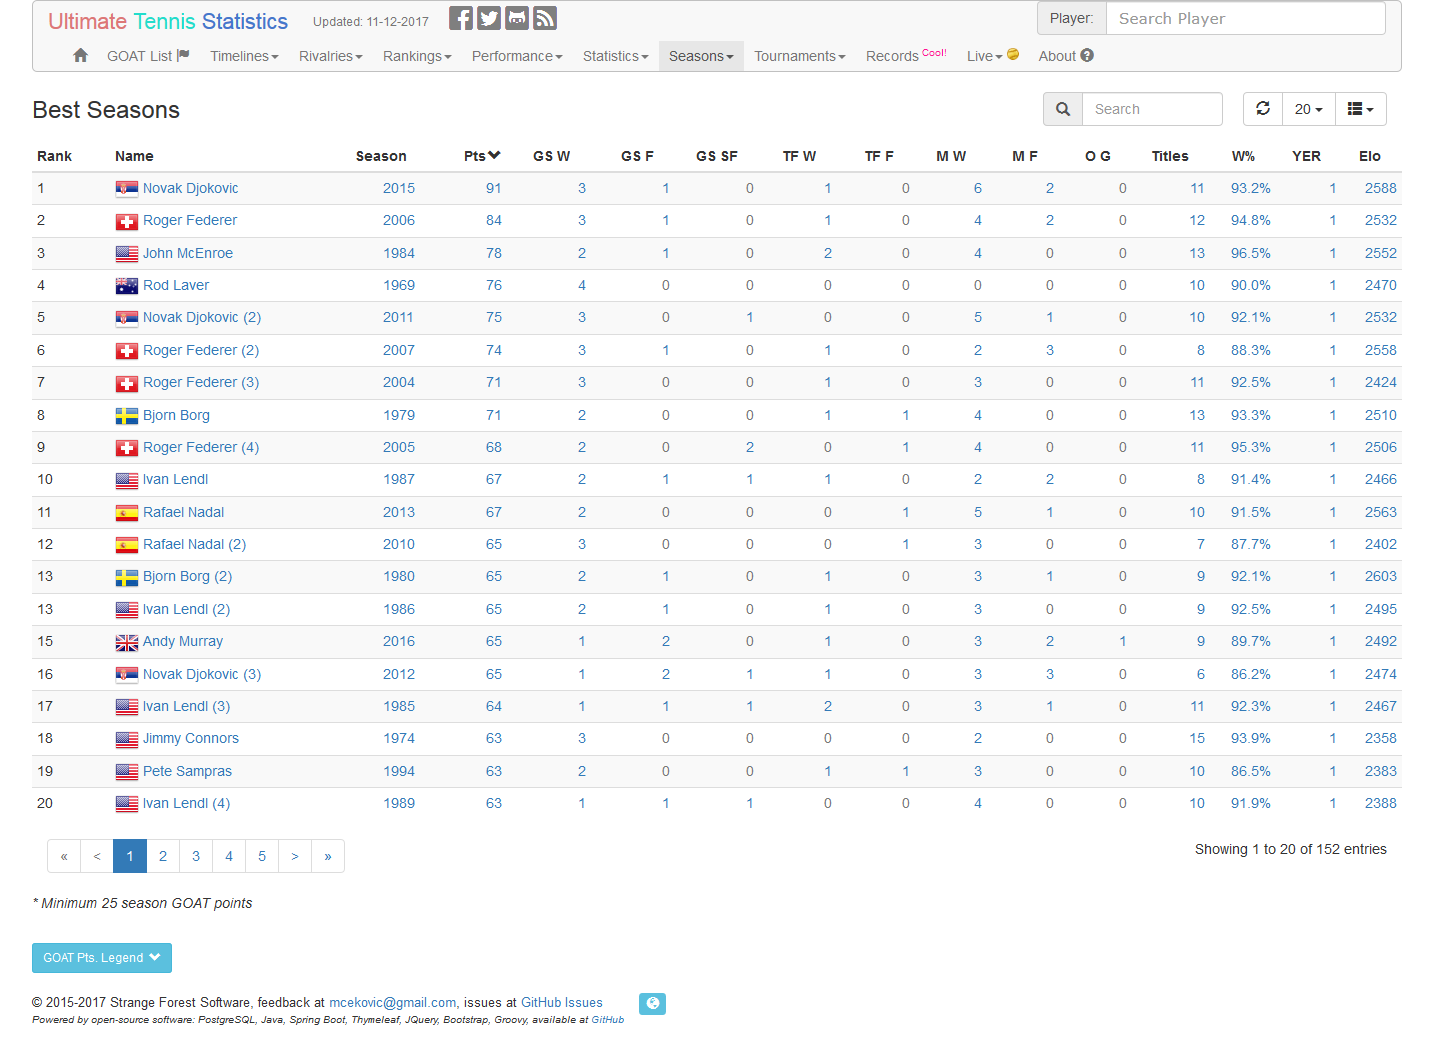 Ultimate Tennis Statistics Updated: 11-12-2017 Player: Search Player
GOAT List Timelines Rivalries Rankings Performance Statistics Seasons Tournaments Records Cool! Live About
Best Seasons Search 20
Rank Name Season Pts GS W GS F GS SF TF W TF F M W M F O G Titles W% YER Elo
1 Novak Djokovic 2015 91 3 1 0 1 0 6 2 0 11 93.2% 1 2588
2 Roger Federer 2006 84 3 1 0 1 0 4 2 0 12 94.8% 1 2532
3 John McEnroe 1984 78 2 1 0 2 0 4 0 0 13 96.5% 1 2552
4 Rod Laver 1969 76 4 0 0 0 0 0 0 0 10 90.0% 1 2470
5 Novak Djokovic (2) 2011 75 3 0 1 0 0 5 1 0 10 92.1% 1 2532
6 Roger Federer (2) 2007 74 3 1 0 1 0 2 3 0 8 88.3% 1 2558
7 Roger Federer (3) 2004 71 3 0 0 1 0 3 0 0 11 92.5% 1 2424
8 Bjorn Borg 1979 71 2 0 0 1 1 4 0 0 13 93.3% 1 2510
9 Roger Federer (4) 2005 68 2 0 2 0 1 4 0 0 11 95.3% 1 2506
10 Ivan Lendl 1987 67 2 1 1 1 0 2 2 0 8 91.4% 1 2466
11 Rafael Nadal 2013 67 2 0 0 0 1 5 1 0 10 91.5% 1 2563
12 Rafael Nadal (2) 2010 65 3 0 0 0 1 3 0 0 7 87.7% 1 2402
13 Bjorn Borg (2) 1980 65 2 1 0 1 0 3 1 0 9 92.1% 1 2603
13 Ivan Lendl (2) 1986 65 2 1 0 1 0 3 0 0 9 92.5% 1 2495
15 Andy Murray 2016 65 1 2 0 1 0 3 2 1 9 89.7% 1 2492
16 Novak Djokovic (3) 2012 65 1 2 1 1 0 3 3 0 6 86.2% 1 2474
17 Ivan Lendl (3) 1985 64 1 1 1 2 0 3 1 0 11 92.3% 1 2467
18 Jimmy Connors 1974 63 3 0 0 0 0 2 0 0 15 93.9% 1 2358
19 Pete Sampras 1994 63 2 0 0 1 1 3 0 0 10 86.5% 1 2383
20 Ivan Lendl (4) 1989 63 1 1 1 0 0 4 0 0 10 91.9% 1 2388
« < 1 2 3 4 5 > » Showing 1 to 20 of 152 entries
* Minimum 25 season GOAT points
GOAT Pts. Legend
© 2015-2017 Strange Forest Software, feedback at mcekovic@gmail.com, issues at GitHub Issues
Powered by open-source software: PostgreSQL, Java, Spring Boot, Thymeleaf, JQuery, Bootstrap, Groovy, available at GitHub